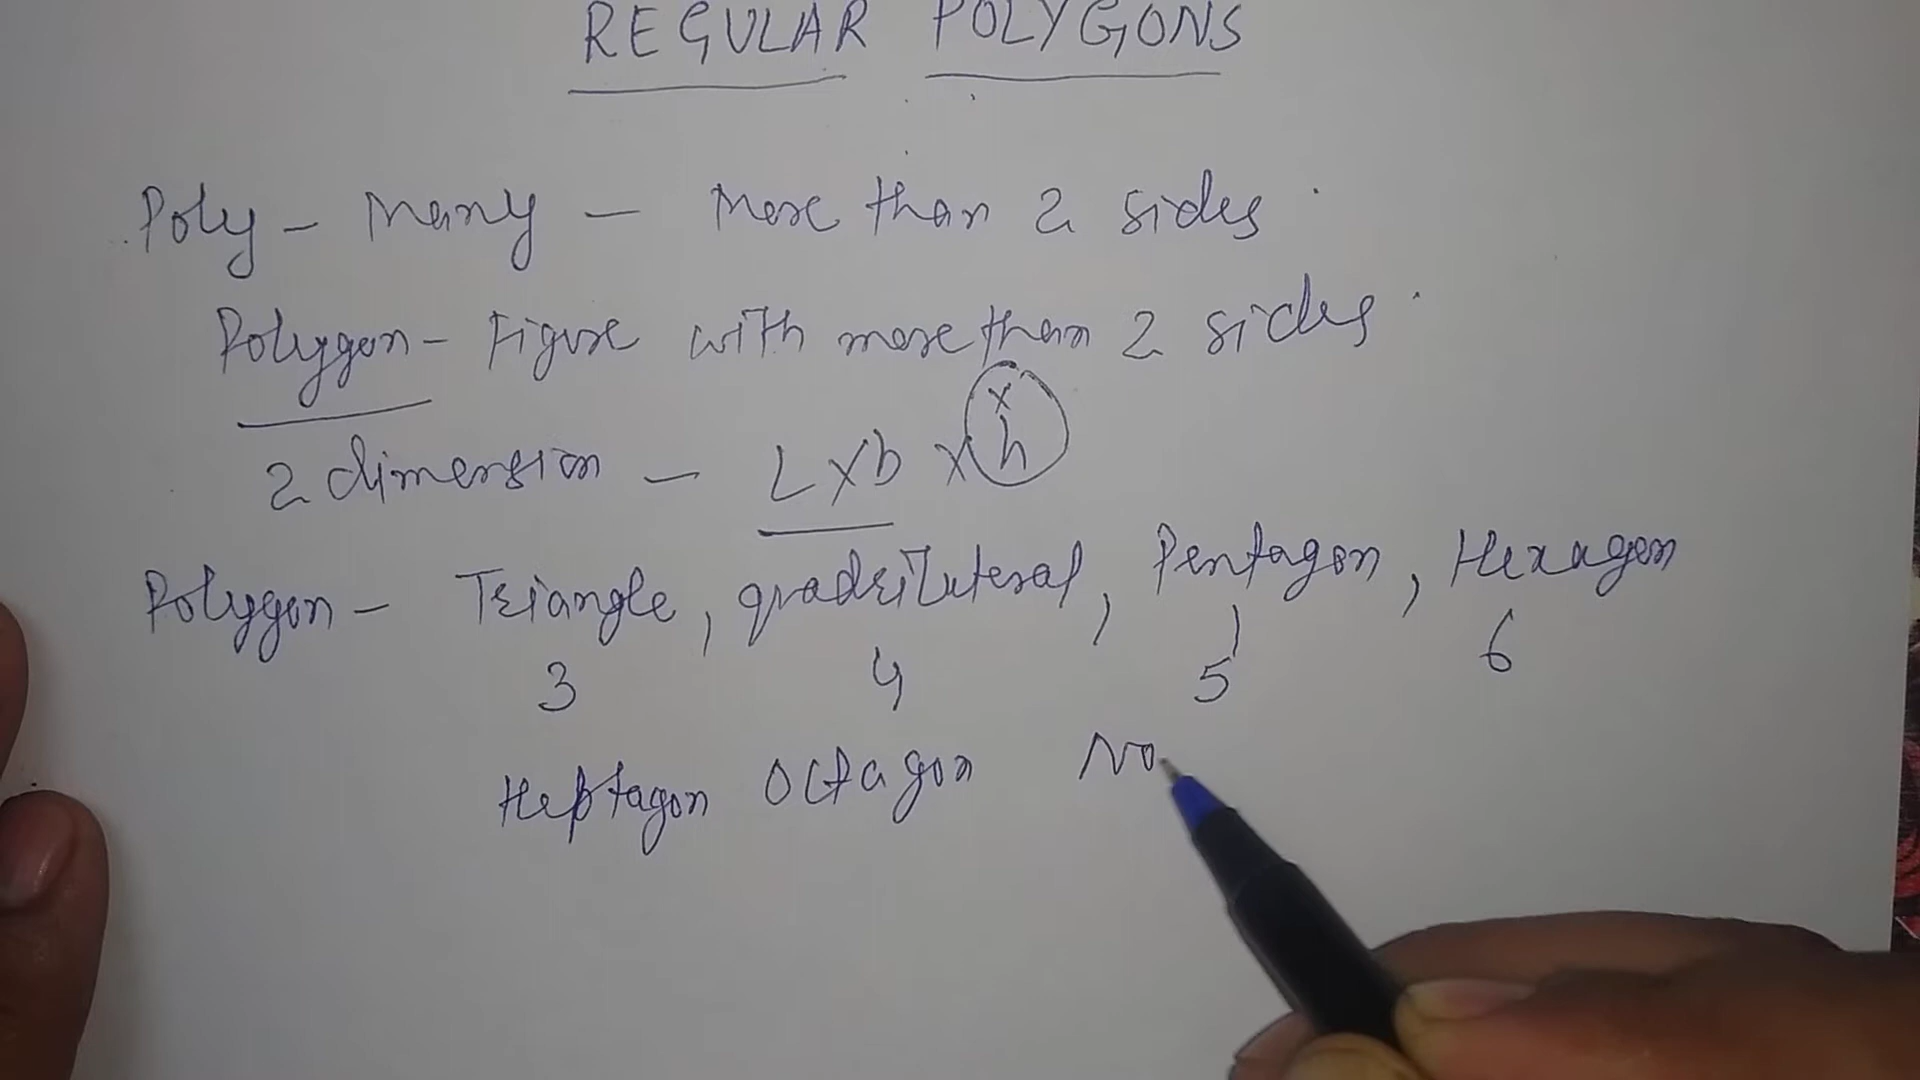 REGULAR POLYGONS
Poly - Many - More than 2 sides.
Polygon - Figure with more than 2 sides.
2 dimension - L x b x h x
Polygon - Triangle, quadrilateral, Pentagon, Hexagon
3 4 5 6
Heptagon Octagon No